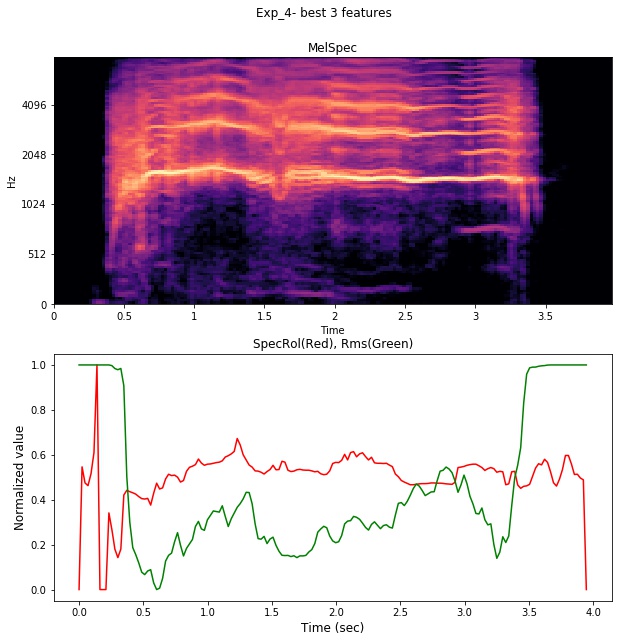 Exp_4- best 3 features
MelSpec
4096
2048
1024
512
0
Hz
0 0.5 1 1.5 2 2.5 3 3.5
Time
SpecRol(Red), Rms(Green)
1.0
0.8
0.6
0.4
0.2
0.0
Normalized value
0.0 0.5 1.0 1.5 2.0 2.5 3.0 3.5 4.0
Time (sec)